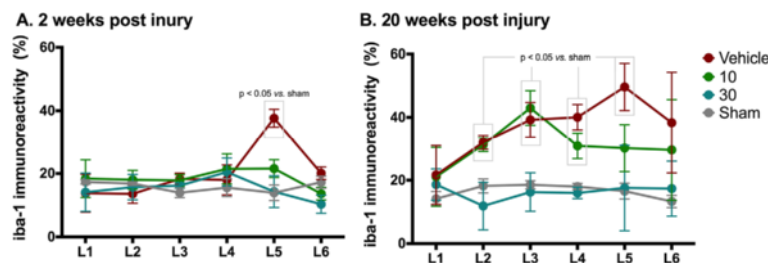 A. 2 weeks post inury
iba-1 immunoreactivity (%)
60
40
20
0
p < 0.05 vs. sham
L1 L2 L3 L4 L5 L6
B. 20 weeks post injury
iba-1 immunoreactivity (%)
60
40
20
0
p < 0.05 vs. sham
L1 L2 L3 L4 L5 L6
Vehicle
10
30
Sham